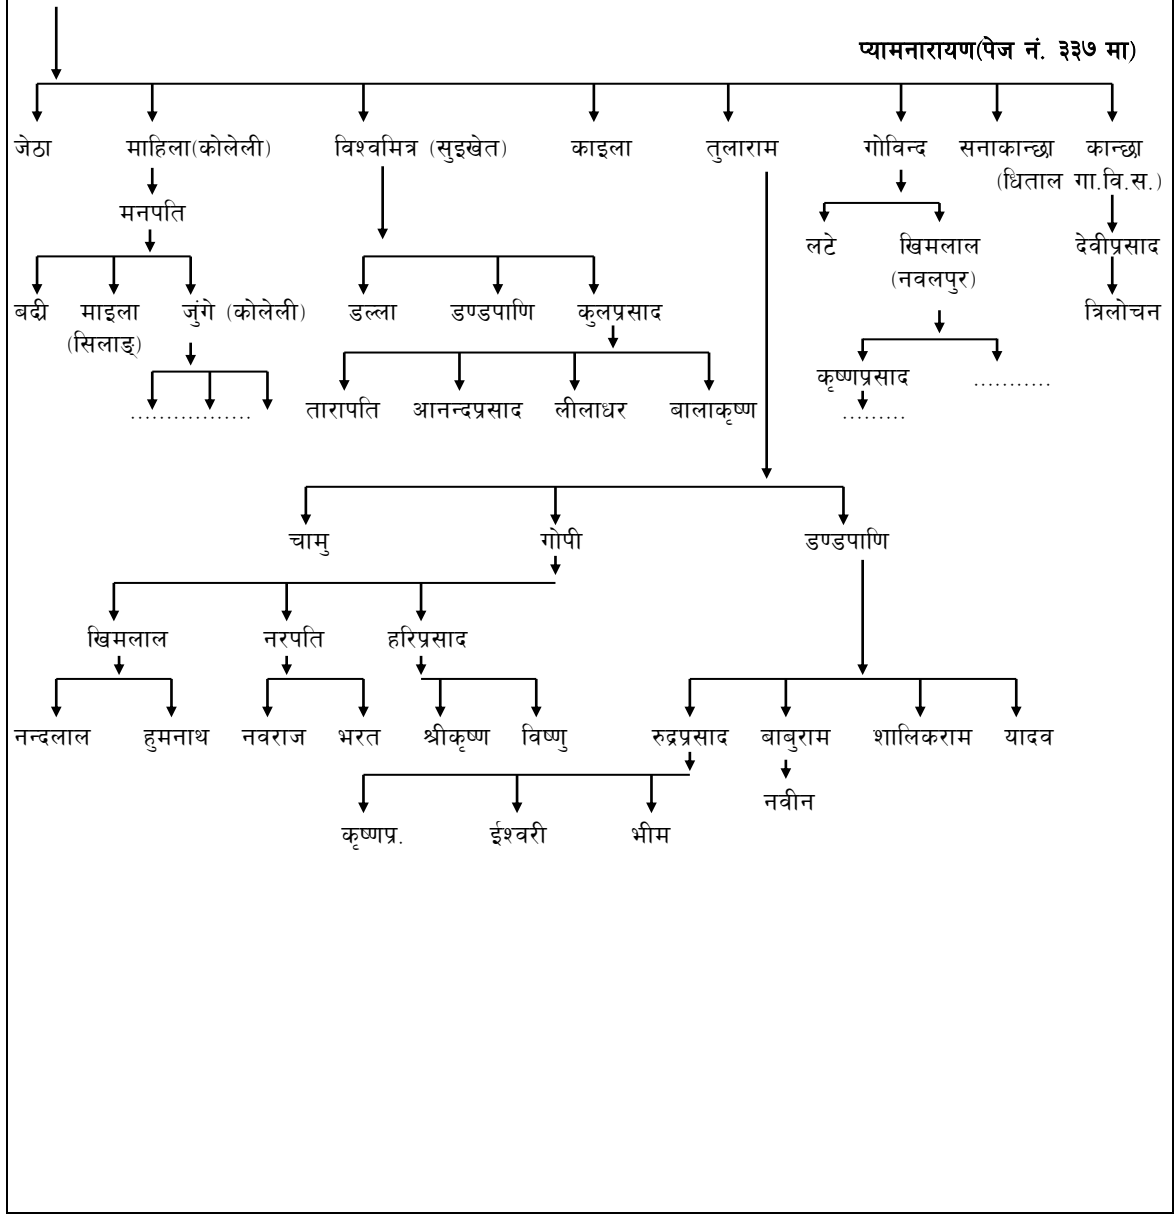 प्यामनारायण(पेज नं. ३३७ मा)
जेठा माहिला(कोलेली) विश्वमित्र (सुइखेत) काइला तुलाराम गोविन्द सनाकान्छा कान्छा
(धिताल गा.वि.स.)
मनपति
लटे खिमलाल देवीप्रसाद
(नवलपुर)
बद्री माइला जुंगे (कोलेली) डल्ला डण्डपाणि कुलप्रसाद त्रिलोचन
(सिलाङ्)
कृष्णप्रसाद ...........
................. तारापति आनन्दप्रसाद लीलाधर बालाकृष्ण .........
चामु गोपी डण्डपाणि
खिमलाल नरपति हरिप्रसाद
नन्दलाल हुमनाथ नवराज भरत श्रीकृष्ण विष्णु रुद्रप्रसाद बाबुराम शालिकराम यादव
नवीन
कृष्णप्र. ईश्वरी भीम